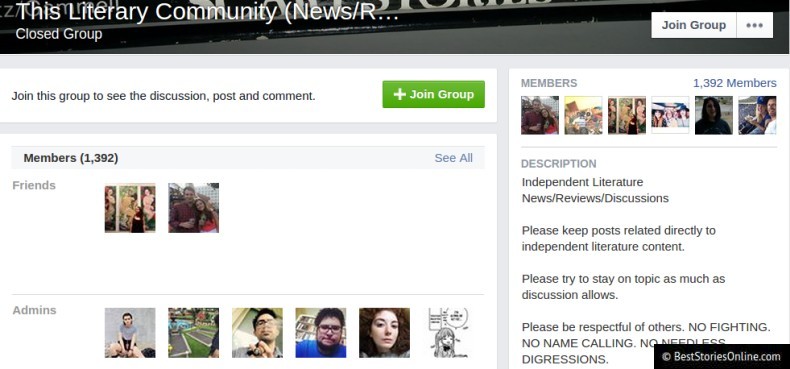 This Literary Community (News/R...
Closed Group
Join Group
Join this group to see the discussion, post and comment.
+ Join Group
Members (1,392)
See All
Friends
Admins
MEMBERS
1,392 Members
DESCRIPTION
Independent Literature
News/Reviews/Discussions
Please keep posts related directly to
independent literature content.
Please try to stay on topic as much as
discussion allows.
Please be respectful of others. NO FIGHTING.
NO NAME CALLING. NO NEEDLESS
DIGRESSIONS.
© BestStoriesOnline.com